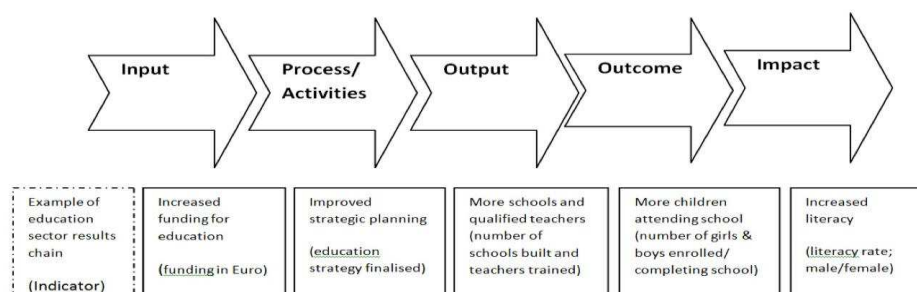 Input
Process/
Activities
Output
Outcome
Impact
Example of
education
sector results
chain
(Indicator)
Increased
funding for
education
(funding in Euro)
Improved
strategic planning
(education
strategy finalised)
More schools and
qualified teachers
(number of
schools built and
teachers trained)
More children
attending school
(number of girls &
boys enrolled/
completing school)
Increased
literacy
(literacy rate;
male/female)